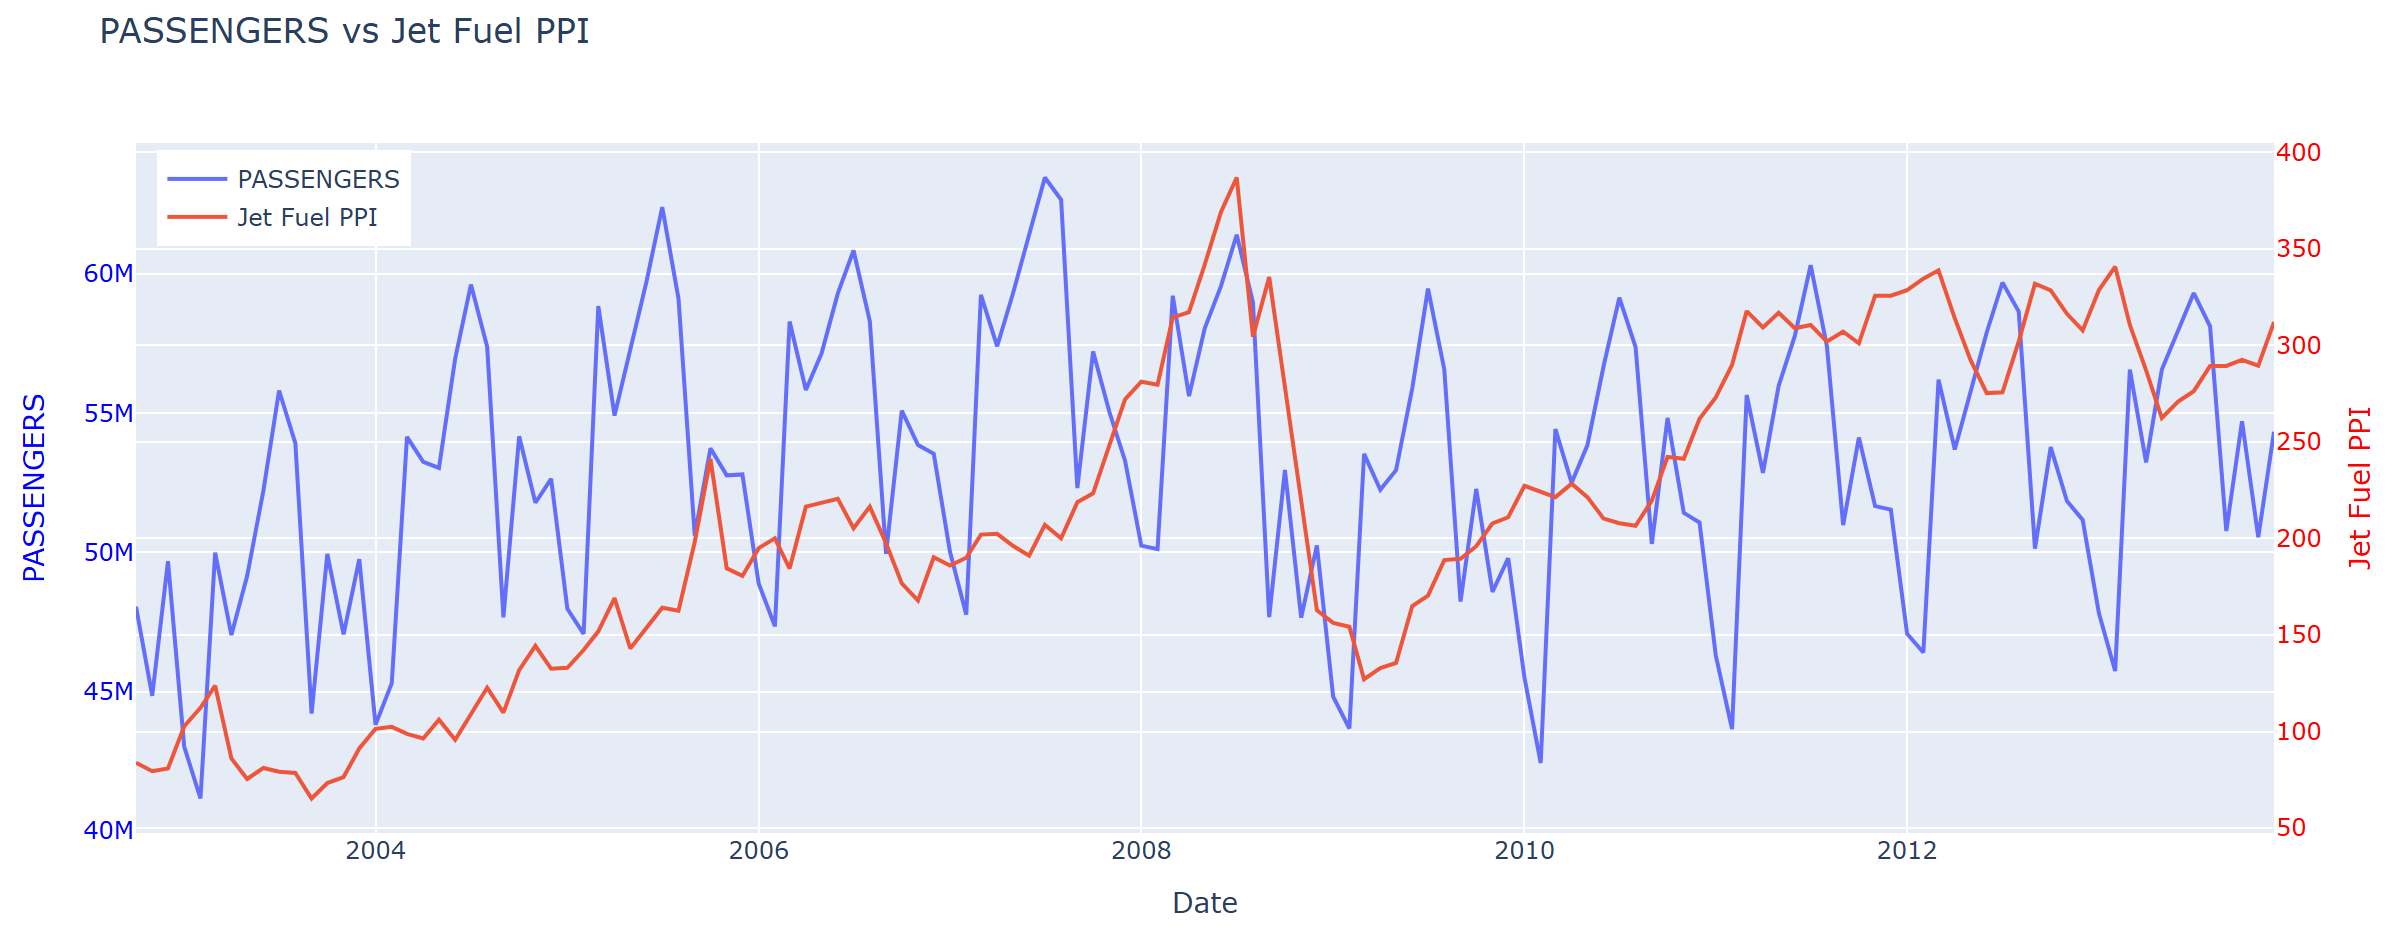 PASSENGERS vs Jet Fuel PPI
PASSENGERS
Jet Fuel PPI
60M
55M
50M
45M
40M
PASSENGERS
400
350
300
250
200
150
100
50
Jet Fuel PPI
2004 2006 2008 2010 2012
Date